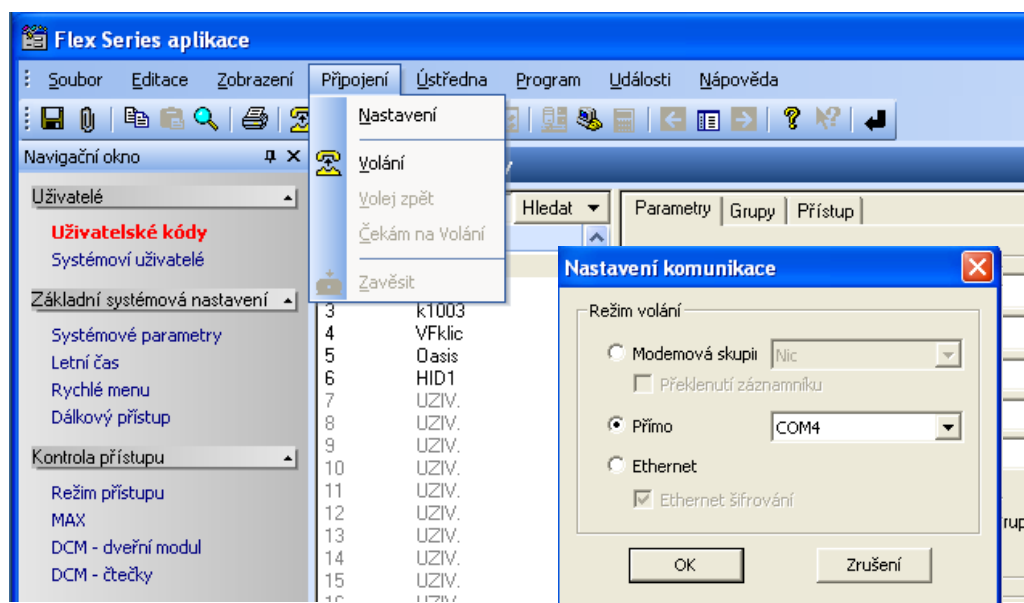 Flex Series aplikace
Soubor Editace Zobrazení Připojení Ústředna Program Události Nápověda
Navigační okno
Uživatelé
Uživatelské kódy
Systémoví uživatelé
Základní systémová nastavení
Systémové parametry
Letní čas
Rychlé menu
Dálkový přístup
Kontrola přístupu
Režim přístupu
MAX
DCM - dveřní modul
DCM - čtečky
Nastavení
Volání
Volej zpět
Čekám na Volání
Zavěsit
Hledat
3 k1003
4 VFklic
5 Oasis
6 HID1
7 UZIV.
8 UZIV.
9 UZIV.
10 UZIV.
11 UZIV.
12 UZIV.
13 UZIV.
14 UZIV.
15 UZIV.
16 UZIV.
Parametry Grupy Přístup
Nastavení komunikace
Režim volání
Modemová skupin Nic
Překlenutí záznamníku
Přímo COM4
Ethernet
Ethernet šifrování
OK Zrušení